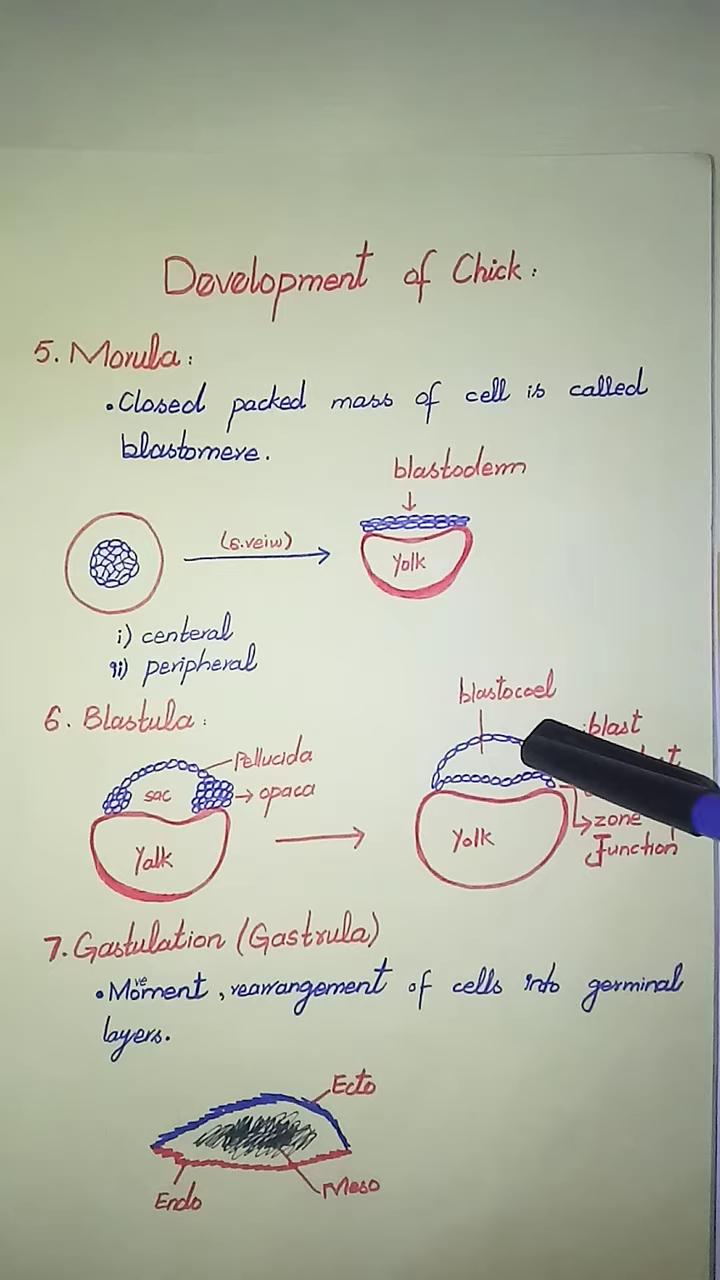 Development of Chick:
5. Morula:
• Closed packed mass of cell is called
blastomere.
blastoderm
(s.veiw)
Yolk
i) centeral
ii) peripheral
blastocoel
6. Blastula:
blast
Pellucida
sac
opaca
zone
Yalk
Yolk
Junction
7. Gastulation (Gastrula)
• Movement, rearrangement of cells into germinal
layers.
Ecto
Meso
Endo